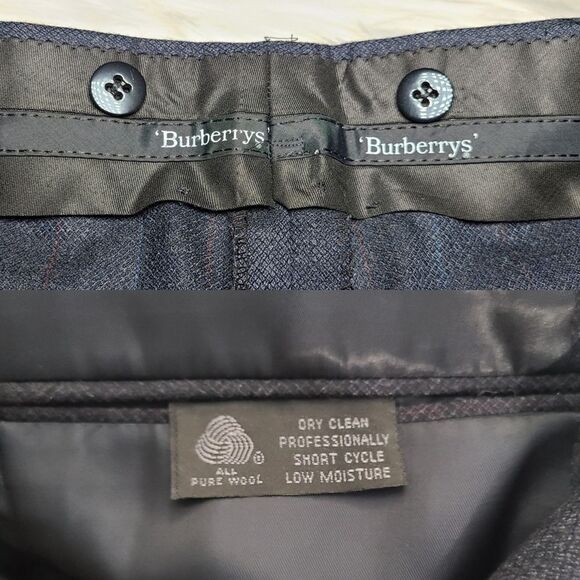 'Burberrys' 'Burberrys'
®
ALL
PURE WOOL
DRY CLEAN
PROFESSIONALLY
SHORT CYCLE
LOW MOISTURE